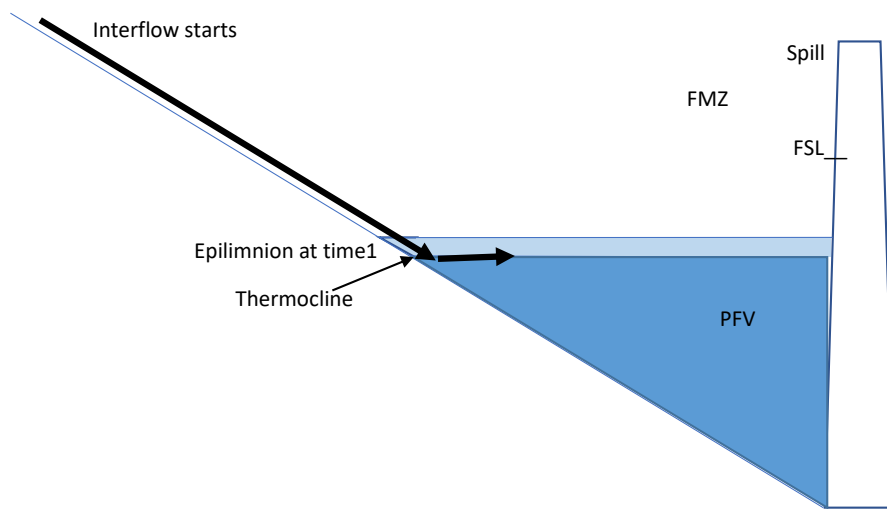 Interflow starts
Spill
FMZ
FSL
Epilimnion at time1
Thermocline
PFV